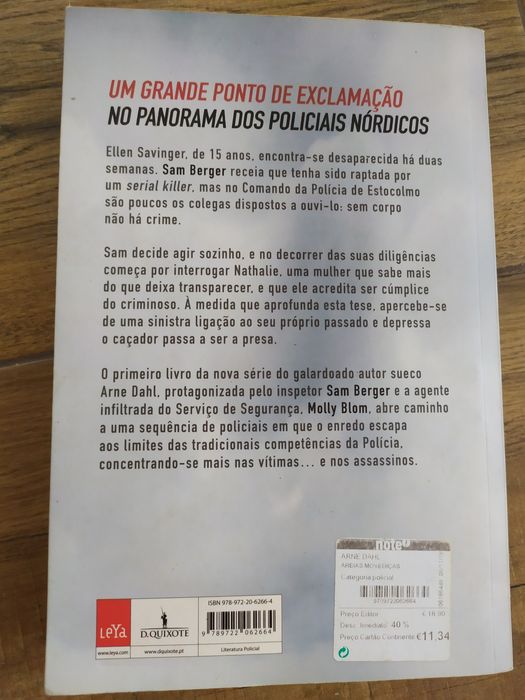 UM GRANDE PONTO DE EXCLAMAÇÃO
NO PANORAMA DOS POLICIAIS NÓRDICOS
Ellen Savinger, de 15 anos, encontra-se desaparecida há duas
semanas. Sam Berger receia que tenha sido raptada por
um serial killer, mas no Comando da Polícia de Estocolmo
são poucos os colegas dispostos a ouvi-lo: sem corpo
não há crime.
Sam decide agir sozinho, e no decorrer das suas diligências
começa por interrogar Nathalie, uma mulher que sabe mais
do que deixa transparecer, e que ele acredita ser cúmplice
do criminoso. À medida que aprofunda esta tese, apercebe-se
de uma sinistra ligação ao seu próprio passado e depressa
o caçador passa a ser a presa.
O primeiro livro da nova série do galardoado autor sueco
Arne Dahl, protagonizada pelo inspetor Sam Berger e a agente
infiltrada do Serviço de Segurança, Molly Blom, abre caminho
a uma sequência de policiais em que o enredo escapa
aos limites das tradicionais competências da Polícia,
concentrando-se mais nas vítimas... e nos assassinos.
note!
ARNE DAHL
AREIAS MOVEDIÇAS
Categoria policial
9789722062664
Preço Editor € 18,90
Desc. Imediato 40 %
Preço Cartão Continente € 11,34
LeYa
www.leya.com
D.QUIXOTE
www.dquixote.pt
ISBN 978-972-20-6266-4
9 789722 062664
Literatura Policial